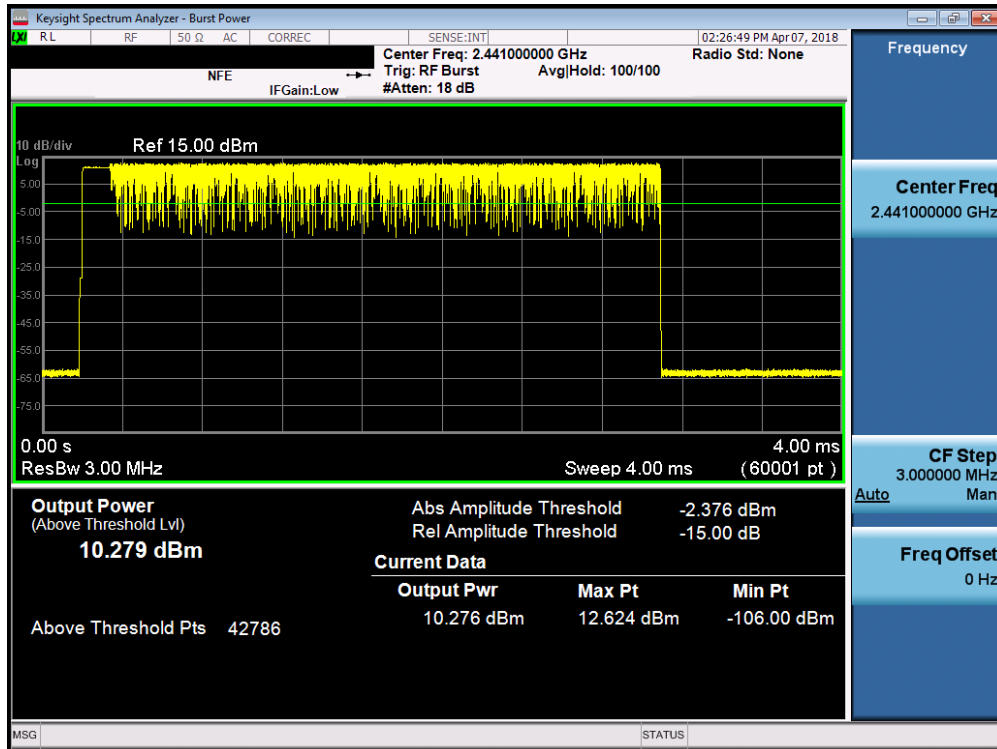 Keysight Spectrum Analyzer - Burst Power
LXI RL RF 50 Ω AC CORREC SENSE:INT 02:26:49 PM Apr 07, 2018
Center Freq: 2.441000000 GHz Radio Std: None
NFE Trig: RF Burst Avg|Hold: 100/100
IFGain:Low #Atten: 18 dB
Frequency
10 dB/div Ref 15.00 dBm
Log
5.00
-5.00
-15.0
-25.0
-35.0
-45.0
-55.0
-65.0
-75.0
0.00 s 4.00 ms
ResBw 3.00 MHz Sweep 4.00 ms (60001 pt )
Center Freq
2.441000000 GHz
CF Step
3.000000 MHz
Auto Man
Freq Offset
0 Hz
Output Power
(Above Threshold Lvl)
10.279 dBm
Above Threshold Pts 42786
Abs Amplitude Threshold -2.376 dBm
Rel Amplitude Threshold -15.00 dB
Current Data
Output Pwr Max Pt Min Pt
10.276 dBm 12.624 dBm -106.00 dBm
MSG STATUS